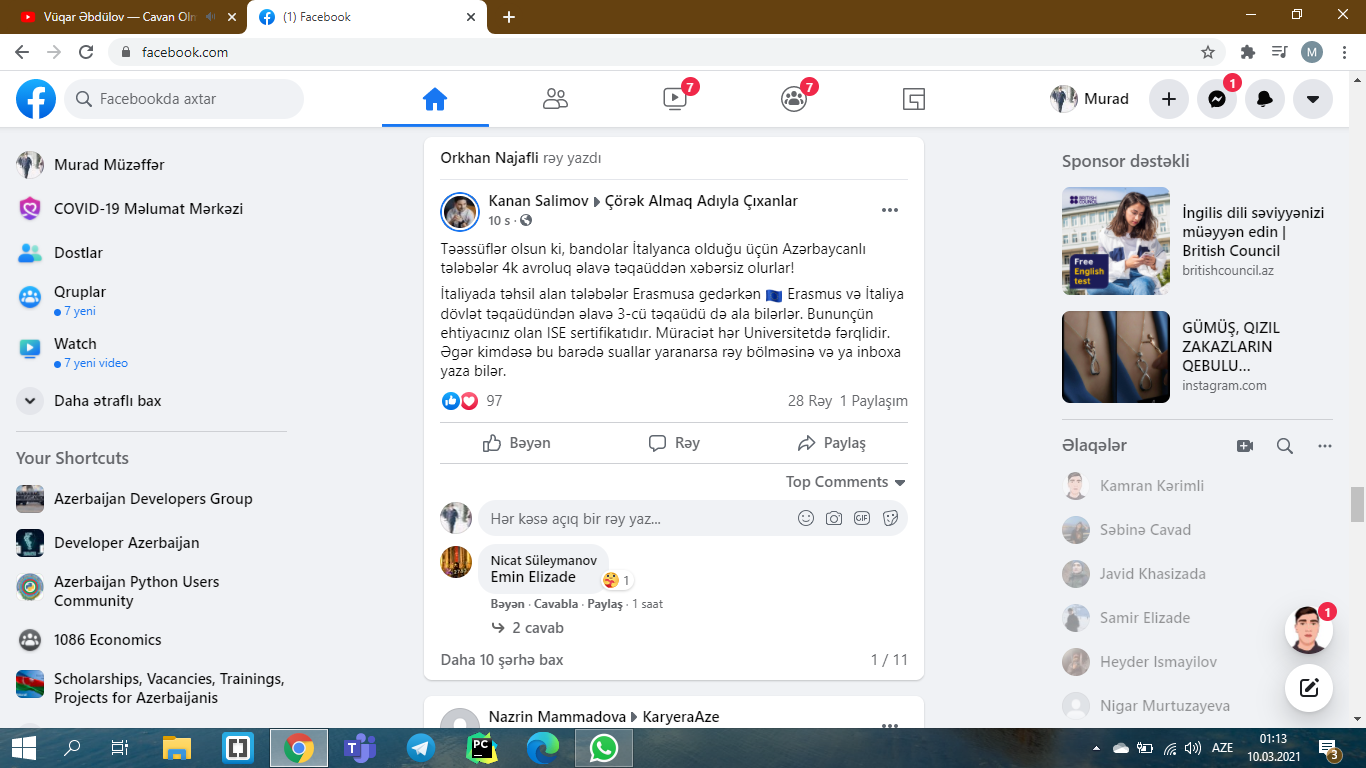 Vüqar Əbdülov — Cavan Oln
(1) Facebook
facebook.com
M
Facebookda axtar
7
7
Murad
1
Murad Müzəffər
COVID-19 Məlumat Mərkəzi
Dostlar
Qruplar
7 yeni
Watch
7 yeni video
Daha ətraflı bax
Your Shortcuts
Azerbaijan Developers Group
Developer Azerbaijan
Azerbaijan Python Users
Community
1086 Economics
Scholarships, Vacancies, Trainings,
Projects for Azerbaijanis
Orkhan Najafli rəy yazdı
Kanan Salimov Çörək Almaq Adıyla Çıxanlar
10 s ·
Təəssüflər olsun ki, bandolar İtalyanca olduğu üçün Azərbaycanlı
tələbələr 4k avroluq əlavə təqaüddən xəbərsiz olurlar!
İtaliyada təhsil alan tələbələr Erasmusa gedərkən 🇪🇺 Erasmus və İtaliya
dövlət təqaüdündən əlavə 3-cü təqaüdü də ala bilərlər. Bununçün
ehtiyacınız olan ISE sertifikatıdır. Müraciət hər Universitetdə fərqlidir.
Əgər kimdəsə bu barədə suallar yaranarsa rəy bölməsinə və ya inboxa
yaza bilər.
97
28 Rəy 1 Paylaşım
Bəyən
Rəy
Paylaş
Top Comments
Hər kəsə açıq bir rəy yaz...
GIF
Nicat Süleymanov
Emin Elizade
1
Bəyən · Cavabla · Paylaş · 1 saat
2 cavab
Daha 10 şərhə bax
1 / 11
Nazrin Mammadova KaryeraAze
Sponsor dəstəkli
BRITISH
COUNCIL
Free
English
test
İngilis dili səviyyənizi
müəyyən edin |
British Council
britishcouncil.az
GÜMÜŞ, QIZIL
ZAKAZLARIN
QEBULU...
instagram.com
Əlaqələr
Kamran Kərimli
Səbinə Cavad
Javid Khasizada
Samir Elizade
Heyder Ismayilov
Nigar Murtuzayeva
1
PC
AZE
01:13
10.03.2021
3